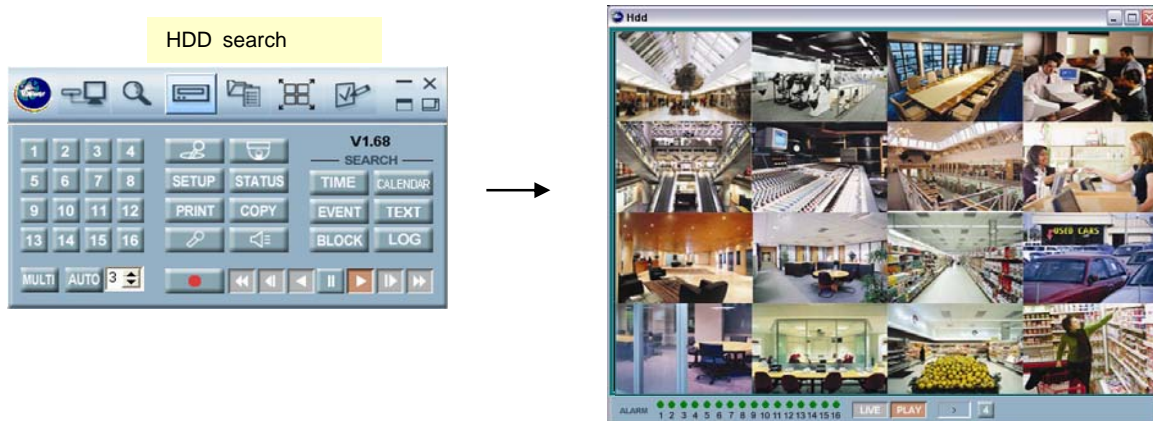 HDD search
V1.68
SEARCH
1 2 3 4
5 6 7 8
9 10 11 12
13 14 15 16
SETUP STATUS
PRINT COPY
TIME CALENDAR
EVENT TEXT
BLOCK LOG
MULTI AUTO 3
Hdd
USED CARS
ALARM 1 2 3 4 5 6 7 8 9 10 11 12 13 14 15 16 LIVE PLAY > 4